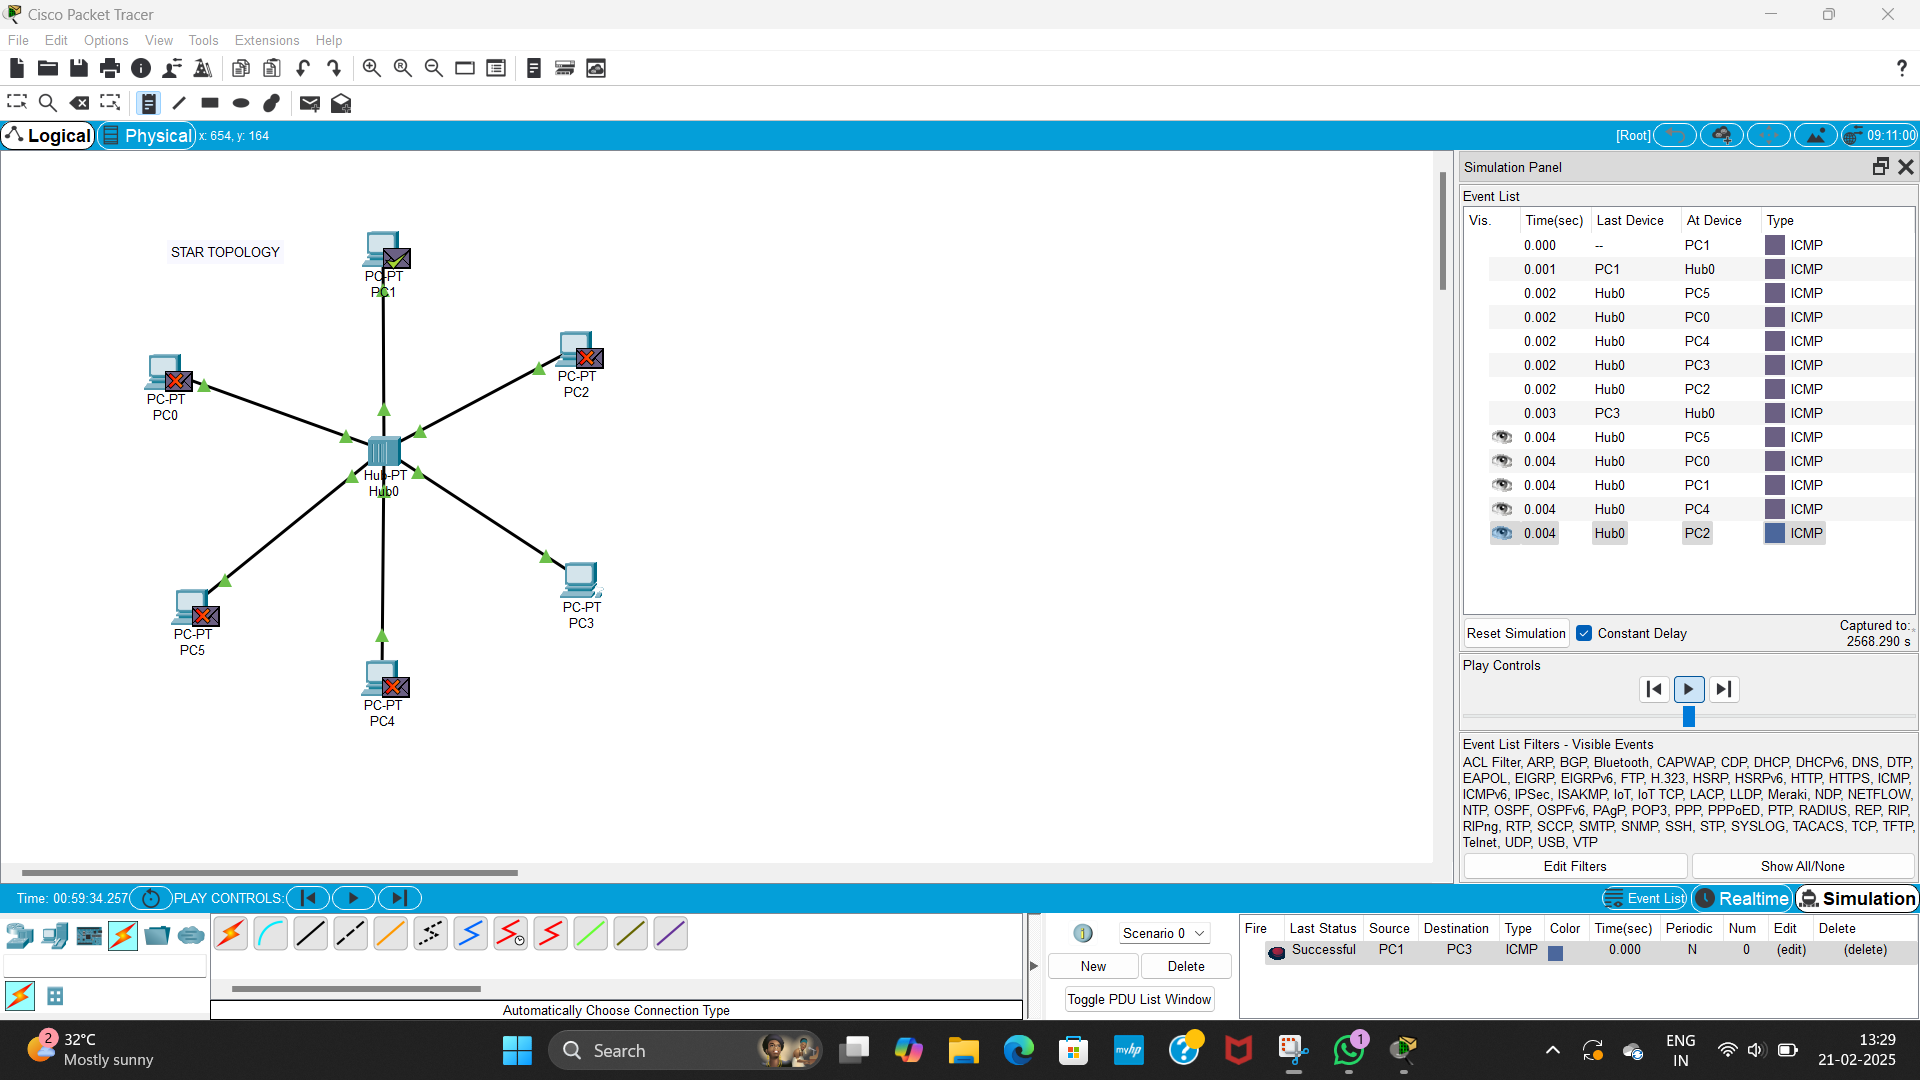 Cisco Packet Tracer
File Edit Options View Tools Extensions Help
?
Logical Physical x: 654, y: 164 [Root] 09:11:00
STAR TOPOLOGY
PC-PT
PC1
PC-PT
PC2
PC-PT
PC0
Hub-PT
Hub0
PC-PT
PC3
PC-PT
PC5
PC-PT
PC4
Simulation Panel
Event List
Vis. Time(sec) Last Device At Device Type
0.000 -- PC1 ICMP
0.001 PC1 Hub0 ICMP
0.002 Hub0 PC5 ICMP
0.002 Hub0 PC0 ICMP
0.002 Hub0 PC4 ICMP
0.002 Hub0 PC3 ICMP
0.002 Hub0 PC2 ICMP
0.003 PC3 Hub0 ICMP
0.004 Hub0 PC5 ICMP
0.004 Hub0 PC0 ICMP
0.004 Hub0 PC1 ICMP
0.004 Hub0 PC4 ICMP
0.004 Hub0 PC2 ICMP
Reset Simulation Constant Delay Captured to:
2568.290 s
Play Controls
Event List Filters - Visible Events
ACL Filter, ARP, BGP, Bluetooth, CAPWAP, CDP, DHCP, DHCPv6, DNS, DTP,
EAPOL, EIGRP, EIGRPv6, FTP, H.323, HSRP, HSRPv6, HTTP, HTTPS, ICMP,
ICMPv6, IPSec, ISAKMP, IoT, IoT TCP, LACP, LLDP, Meraki, NDP, NETFLOW,
NTP, OSPF, OSPFv6, PAgP, POP3, PPP, PPPoED, PTP, RADIUS, REP, RIP,
RIPng, RTP, SCCP, SMTP, SNMP, SSH, STP, SYSLOG, TACACS, TCP, TFTP,
Telnet, UDP, USB, VTP
Edit Filters Show All/None
Time: 00:59:34.257 PLAY CONTROLS: Event List Realtime Simulation
Scenario 0
New Delete
Toggle PDU List Window
Fire Last Status Source Destination Type Color Time(sec) Periodic Num Edit Delete
Successful PC1 PC3 ICMP 0.000 N 0 (edit) (delete)
Automatically Choose Connection Type
2 32°C
Mostly sunny
Search
myhp
1
ENG
IN
13:29
21-02-2025